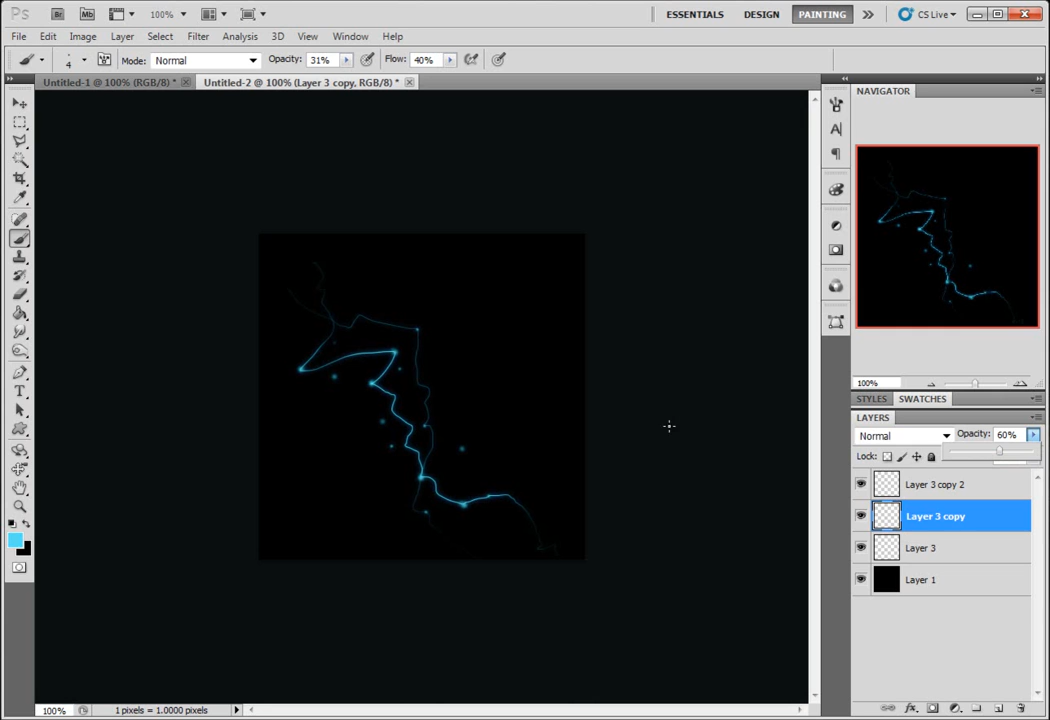 Ps Br Mb 100% ESSENTIALS DESIGN PAINTING CS Live
File Edit Image Layer Select Filter Analysis 3D View Window Help
4 Mode: Normal Opacity: 31% Flow: 40%
Untitled-1 @ 100% (RGB/8) * Untitled-2 @ 100% (Layer 3 copy, RGB/8) *
NAVIGATOR
100%
STYLES SWATCHES
LAYERS
Normal Opacity: 60%
Lock:
Layer 3 copy 2
Layer 3 copy
Layer 3
Layer 1
100% 1 pixels = 1.0000 pixels